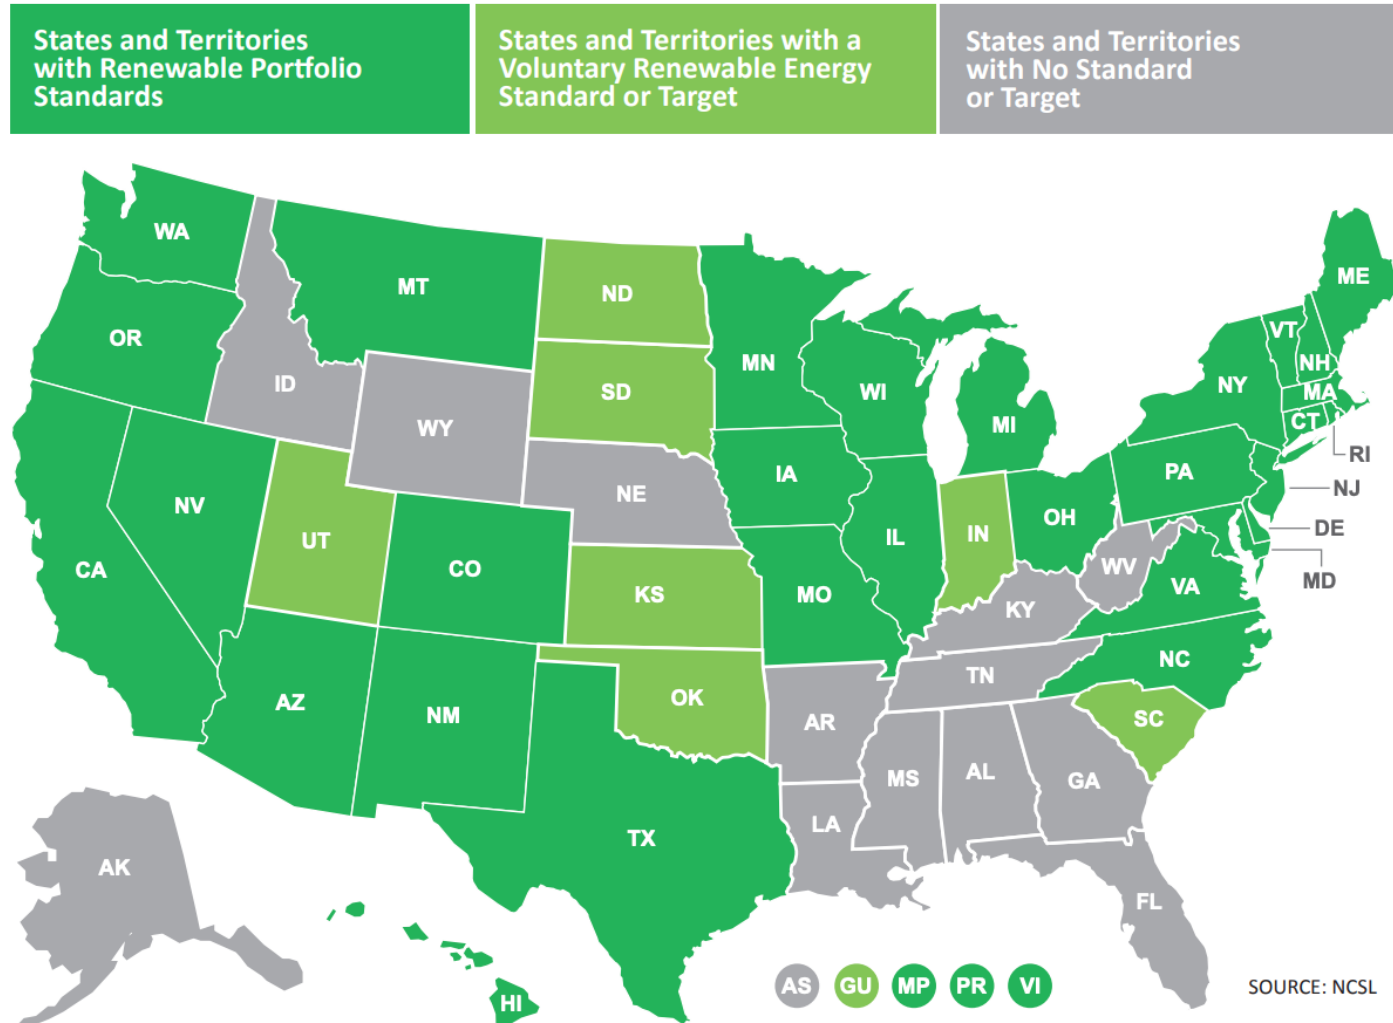 States and Territories
with Renewable Portfolio
Standards
States and Territories with a
Voluntary Renewable Energy
Standard or Target
States and Territories
with No Standard
or Target
WA
MT
ND
MN
ME
OR
ID
SD
WI
MI
NY
VT
NH
MA
CT
RI
WY
NE
IA
PA
NJ
NV
UT
CO
KS
IL
IN
OH
DE
CA
MO
KY
WV
VA
MD
AZ
NM
OK
AR
TN
NC
SC
TX
LA
MS
AL
GA
AK
FL
HI
AS
GU
MP
PR
VI
SOURCE: NCSL